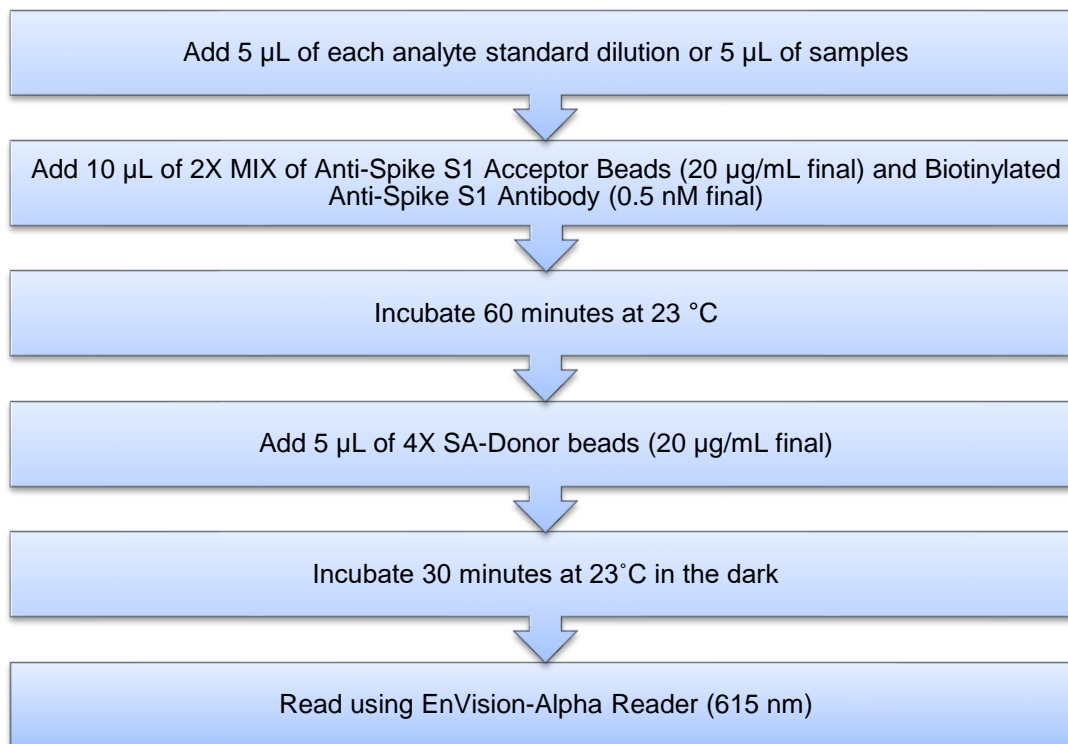 Add 5 µL of each analyte standard dilution or 5 µL of samples
Add 10 µL of 2X MIX of Anti-Spike S1 Acceptor Beads (20 µg/mL final) and Biotinylated
Anti-Spike S1 Antibody (0.5 nM final)
Incubate 60 minutes at 23 °C
Add 5 µL of 4X SA-Donor beads (20 µg/mL final)
Incubate 30 minutes at 23˚C in the dark
Read using EnVision-Alpha Reader (615 nm)